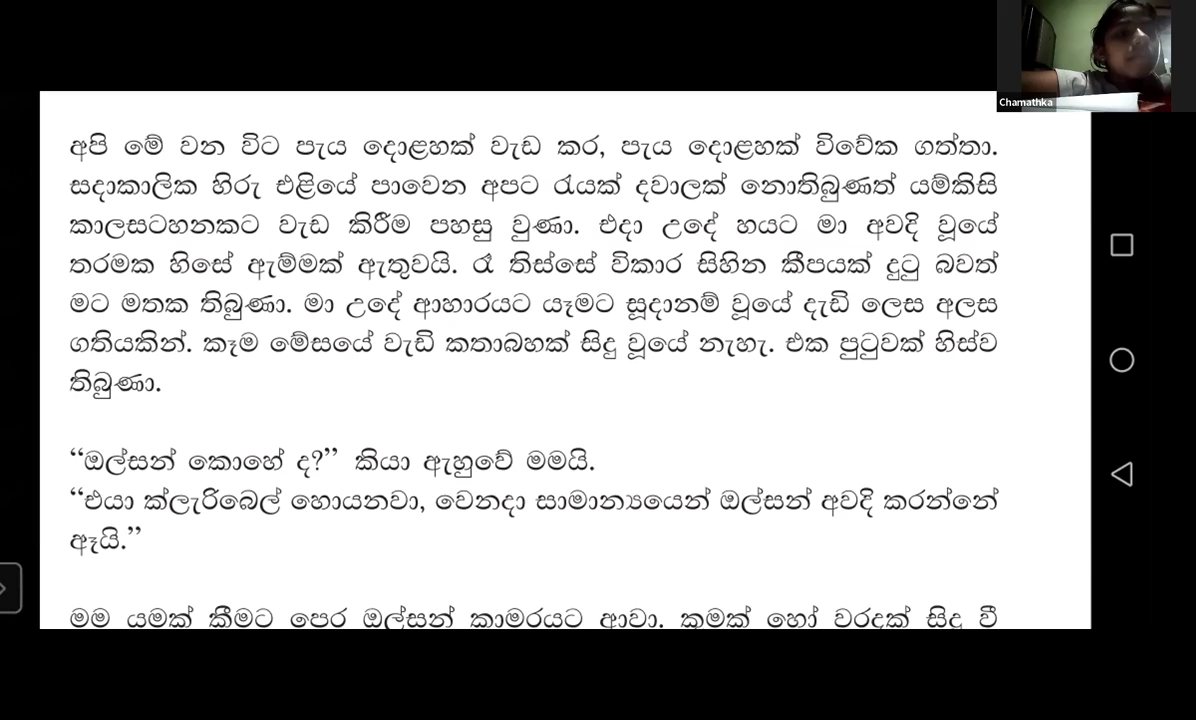 Chamathka
අපි මේ වන විට පැය දොළහක් වැඩ කර, පැය දොළහක් විවේක ගත්තා.
සදාකාලික හිරු එළියේ පාවෙන අපට රැයක් දවාලක් නොතිබුණත් යම්කිසි
කාලසටහනකට වැඩ කිරීම පහසු වුණා. එදා උදේ හයට මා අවදි වූයේ
තරමක හිසේ ඇම්මක් ඇතුවයි. රෑ තිස්සේ විකාර සිහින කීපයක් දුටු බවත්
මට මතක තිබුණා. මා උදේ ආහාරයට යෑමට සූදානම් වූයේ දැඩි ලෙස අලස
ගතියකින්. කෑම මේසයේ වැඩි කතාබහක් සිදු වූයේ නැහැ. එක පුටුවක් හිස්ව
තිබුණා.
“ඔල්සන් කොහේ ද?” කියා ඇහුවේ මමයි.
“එයා ක්ලැරිබෙල් හොයනවා, වෙනදා සාමාන්‍යයෙන් ඔල්සන් අවදි කරන්නේ
ඈයි.”
මම යමක් කීමට පෙර ඔල්සන් කාමරයට ආවා. කුමක් හෝ වරදක් සිදු වී